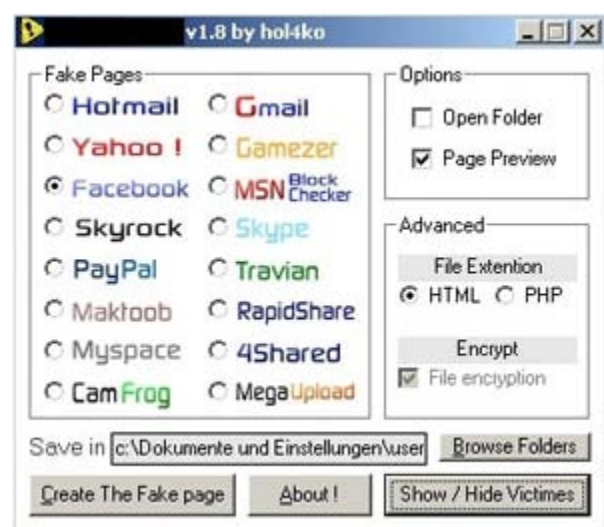 v1.8 by hol4ko
Fake Pages
Hotmail
Gmail
Yahoo !
Gamezer
Facebook
MSN Block Checker
Skyrock
Skype
PayPal
Travian
Maktoob
RapidShare
Myspace
4Shared
CamFrog
MegaUpload
Options
Open Folder
Page Preview
Advanced
File Extention
HTML PHP
Encrypt
File encryption
Save in c:\Dokumente und Einstellungen\user Browse Folders
Create The Fake page About ! Show / Hide Victimes